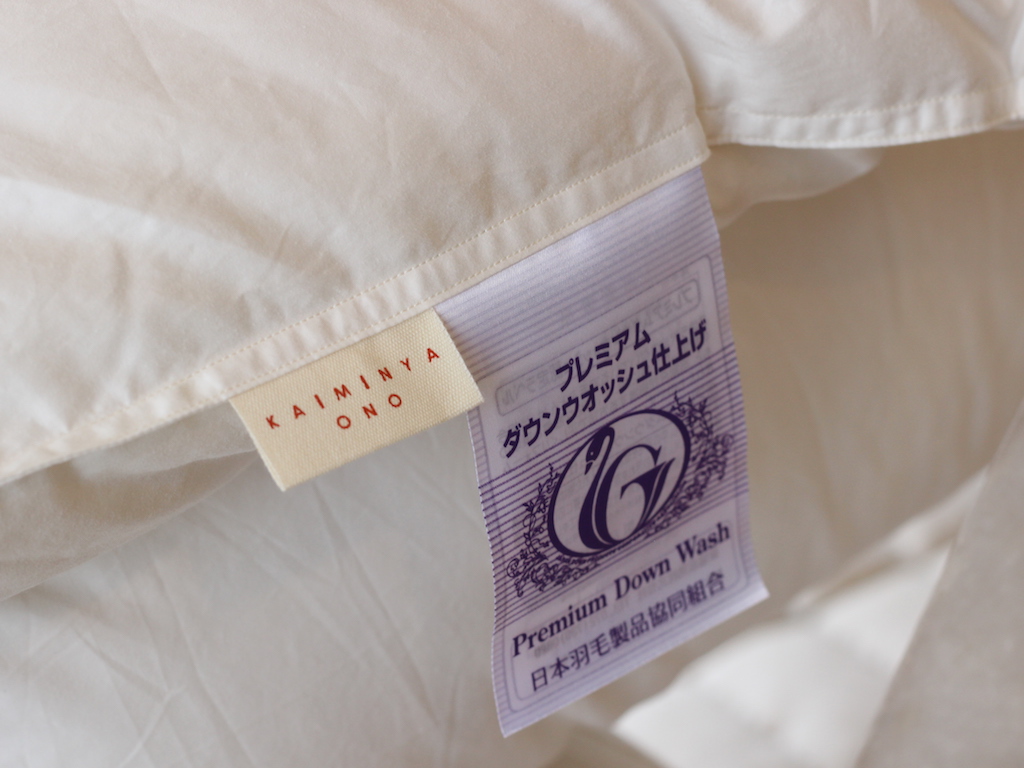 KAIMINYA
ONO
プレミアム
ダウンウオッシュ仕上げ
G
Premium Down Wash
日本羽毛製品協同組合